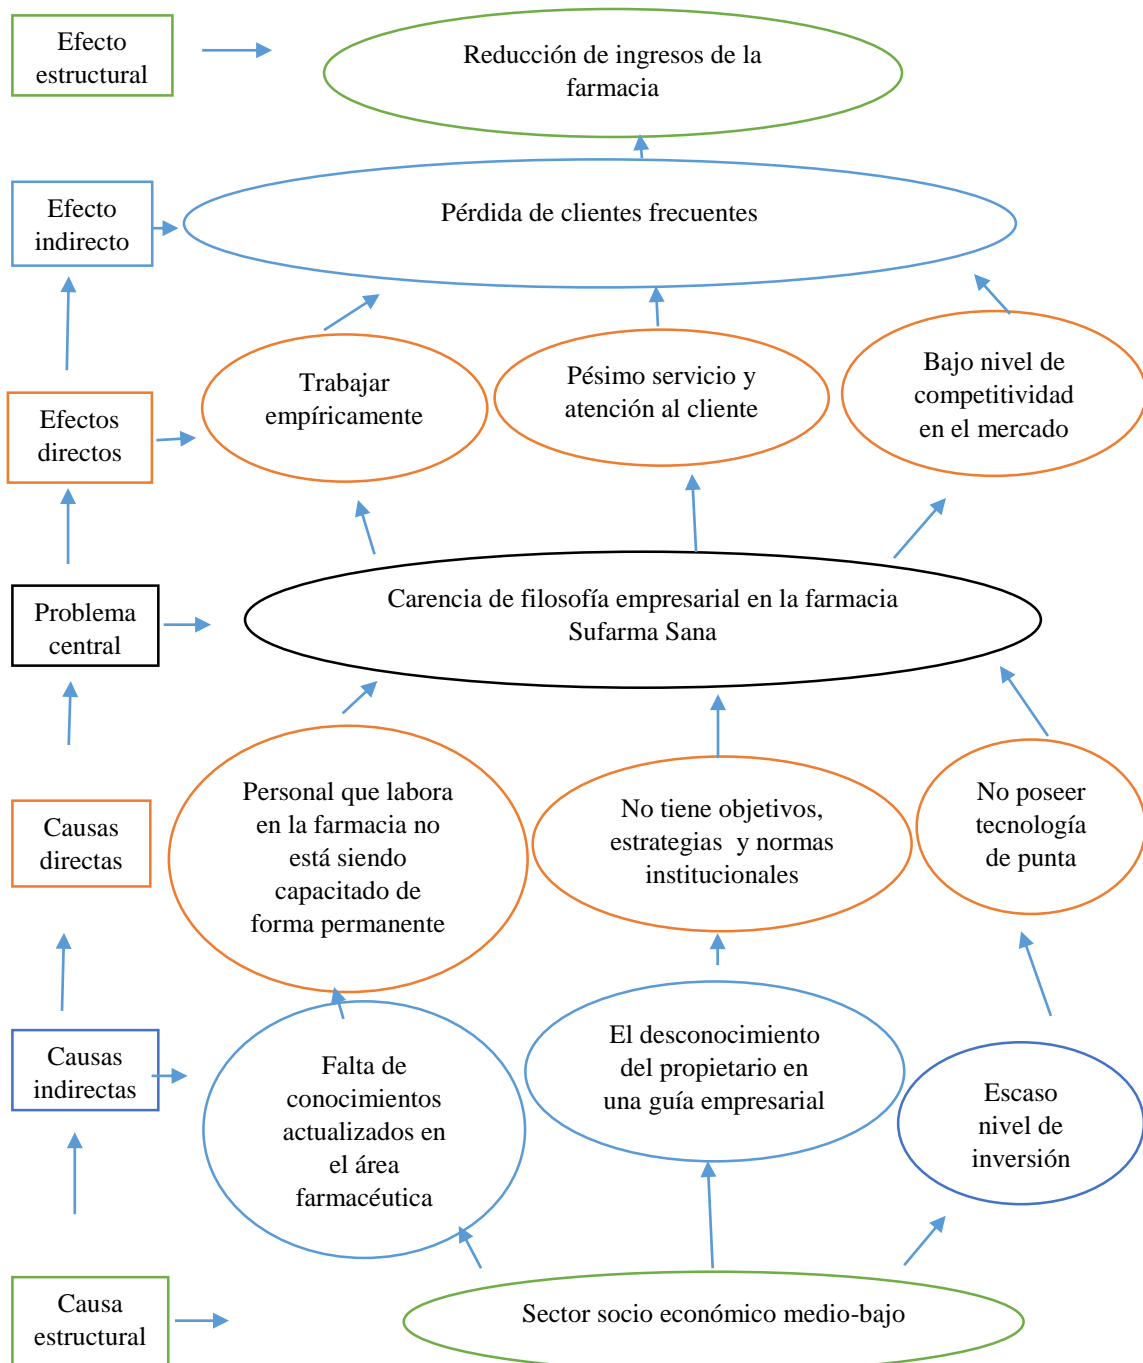 Efecto
estructural
Reducción de ingresos de la
farmacia
Efecto
indirecto
Pérdida de clientes frecuentes
Efectos
directos
Trabajar
empíricamente
Pésimo servicio y
atención al cliente
Bajo nivel de
competitividad
en el mercado
Problema
central
Carencia de filosofía empresarial en la farmacia
Sufarma Sana
Causas
directas
Personal que labora
en la farmacia no
está siendo
capacitado de
forma permanente
No tiene objetivos,
estrategias  y normas
institucionales
No poseer
tecnología
de punta
Causas
indirectas
Falta de
conocimientos
actualizados en
el área
farmacéutica
El desconocimiento
del propietario en
una guía empresarial
Escaso
nivel de
inversión
Causa
estructural
Sector socio económico medio-bajo